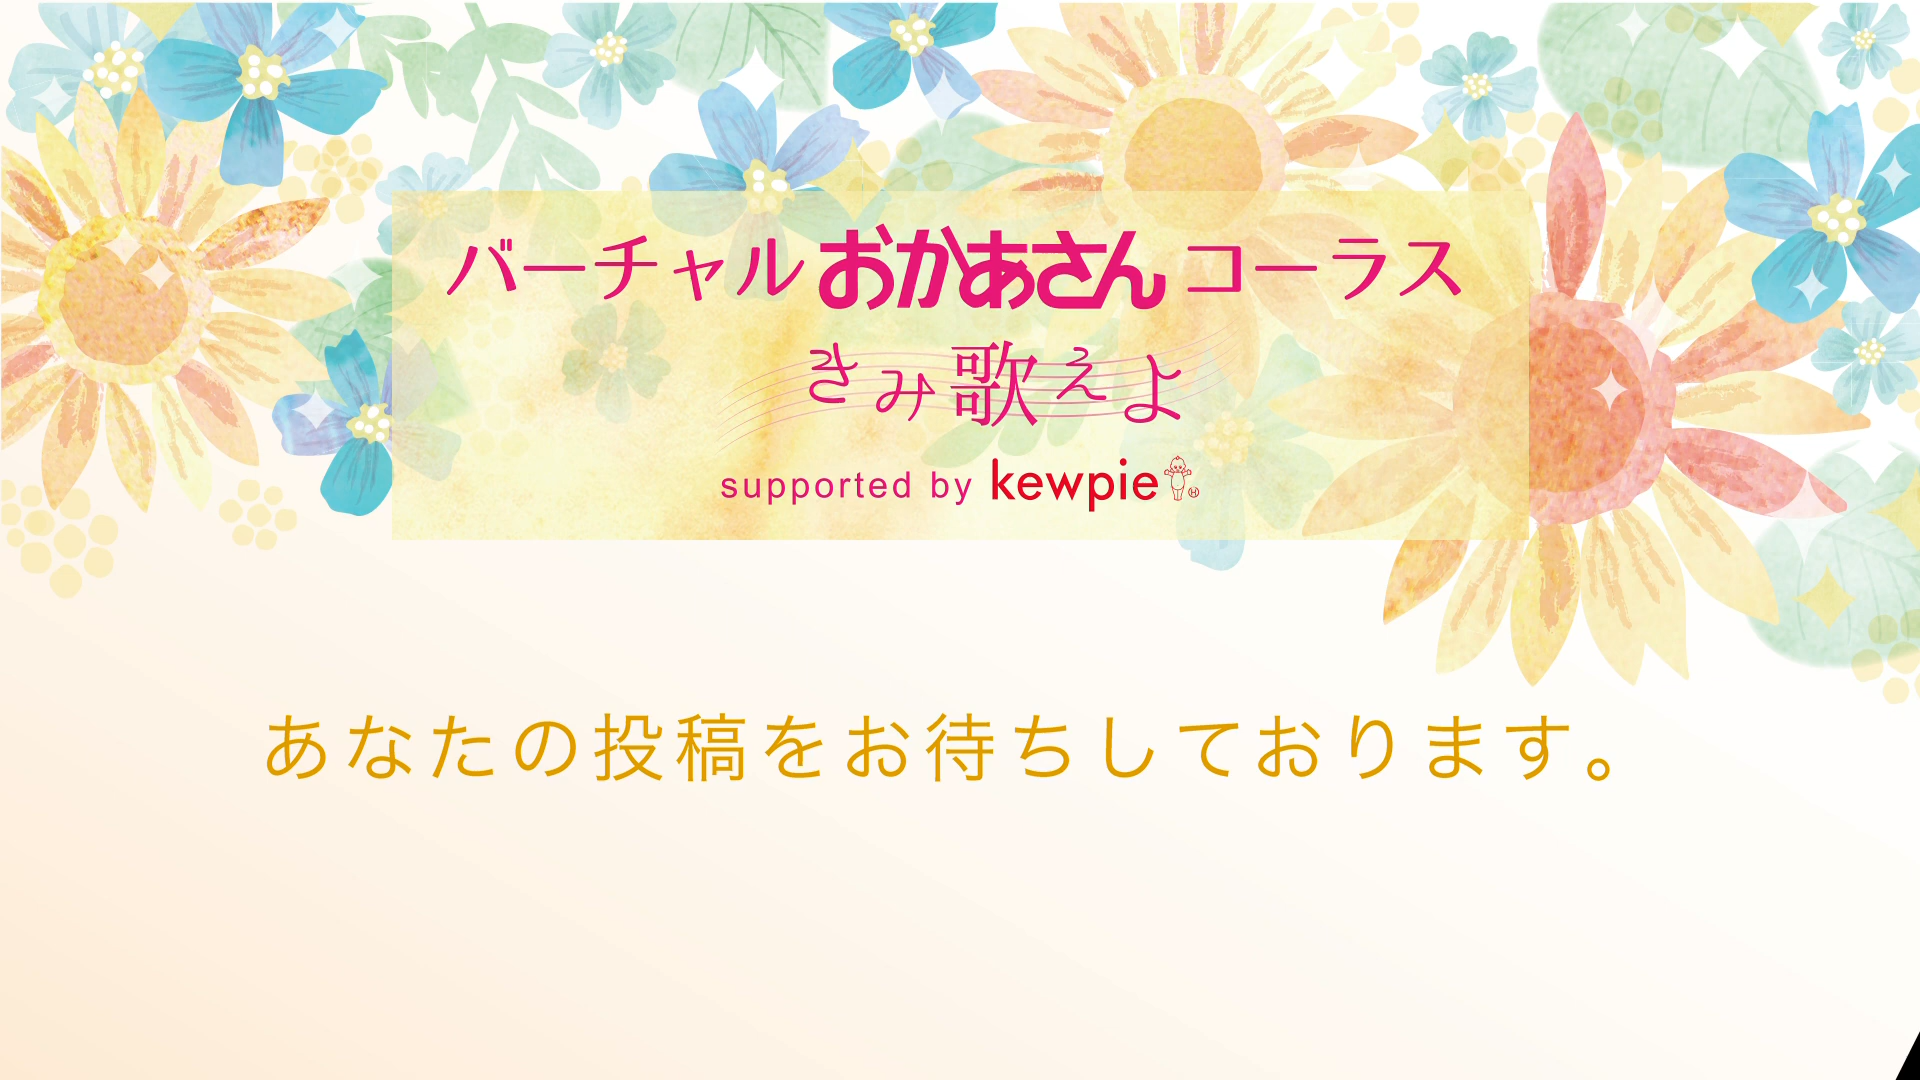 バーチャルおかあさんコーラス
きみ歌えよ
supported by kewpie
あなたの投稿をお待ちしております。